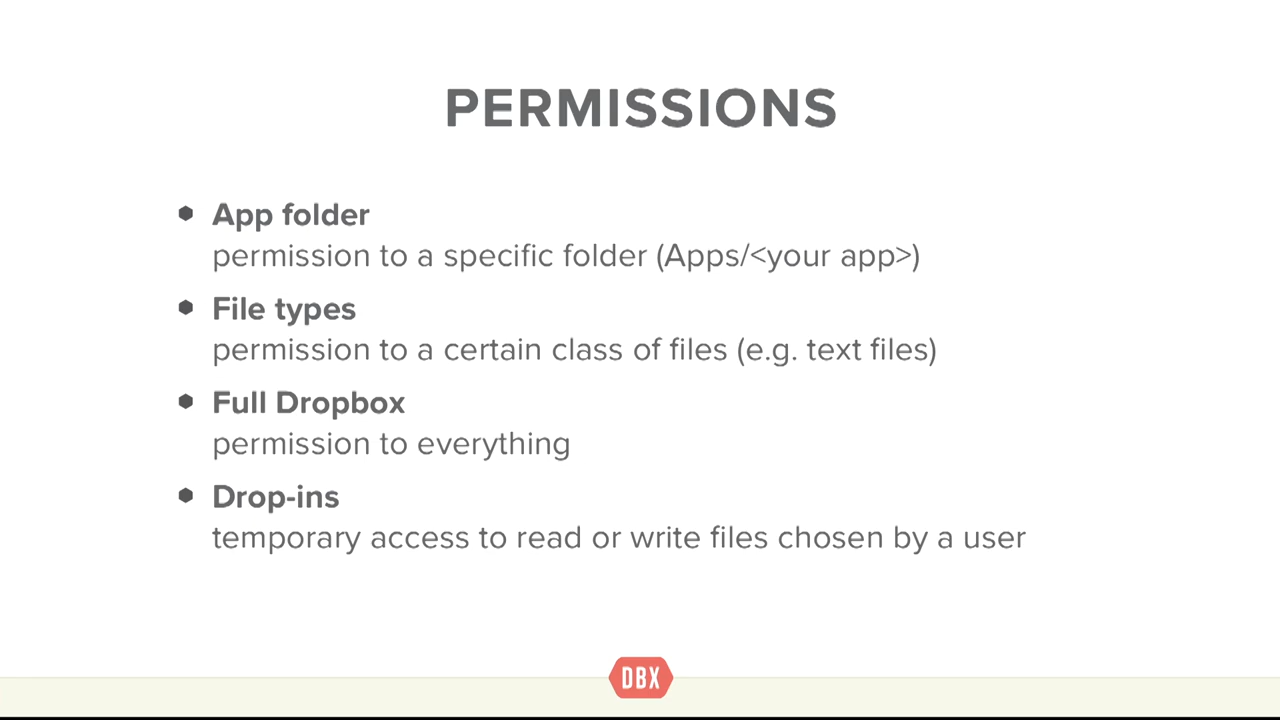 PERMISSIONS
App folder
permission to a specific folder (Apps/<your app>)
File types
permission to a certain class of files (e.g. text files)
Full Dropbox
permission to everything
Drop-ins
temporary access to read or write files chosen by a user
DBX